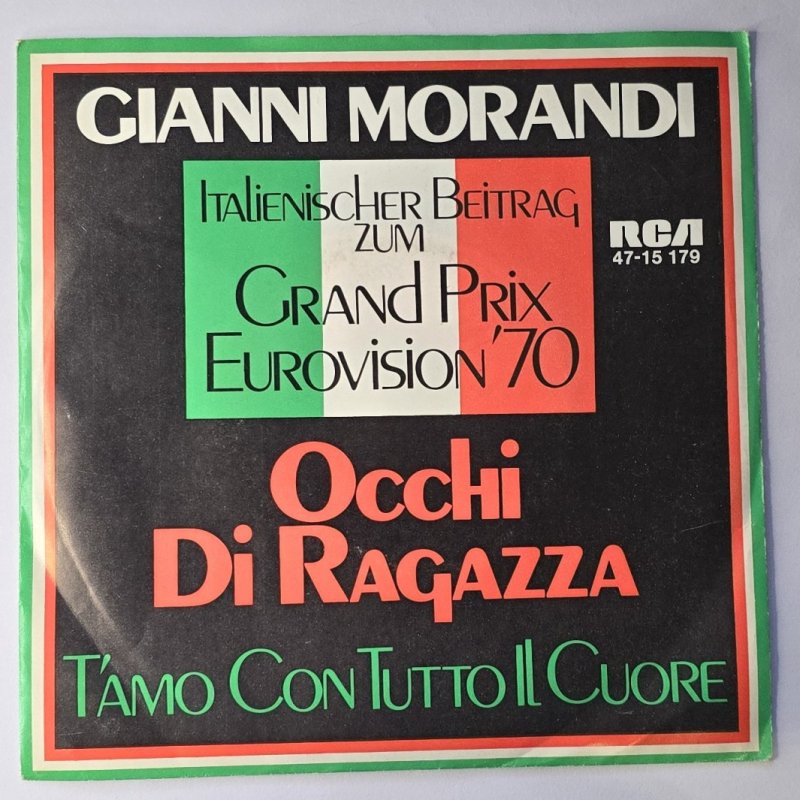 GIANNI MORANDI
ITALIENISCHER BEITRAG
ZUM
GRAND PRIX
EUROVISION '70
RCA
47-15 179
OCCHI
DI RAGAZZA
T'AMO CON TUTTO IL CUORE